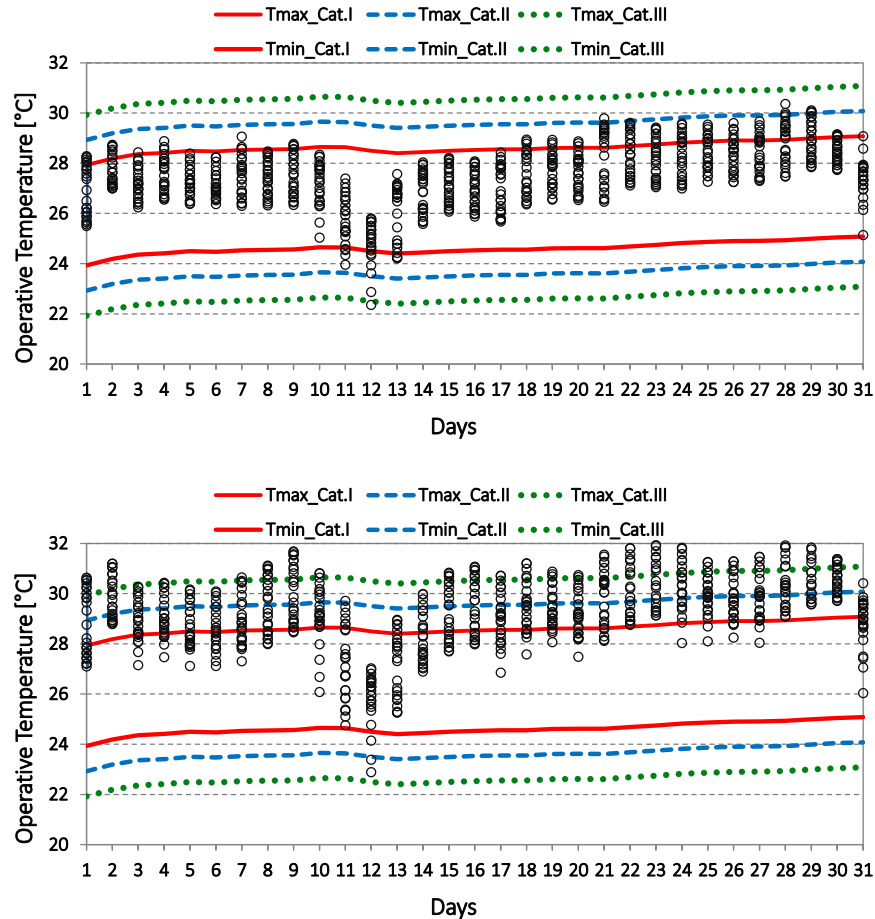 Tmax_Cat.I Tmax_Cat.II Tmax_Cat.III
Tmin_Cat.I Tmin_Cat.II Tmin_Cat.III
Operative Temperature [°C]
32
30
28
26
24
22
20
1 2 3 4 5 6 7 8 9 10 11 12 13 14 15 16 17 18 19 20 21 22 23 24 25 26 27 28 29 30 31
Days
Tmax_Cat.I Tmax_Cat.II Tmax_Cat.III
Tmin_Cat.I Tmin_Cat.II Tmin_Cat.III
Operative Temperature [°C]
32
30
28
26
24
22
20
1 2 3 4 5 6 7 8 9 10 11 12 13 14 15 16 17 18 19 20 21 22 23 24 25 26 27 28 29 30 31
Days